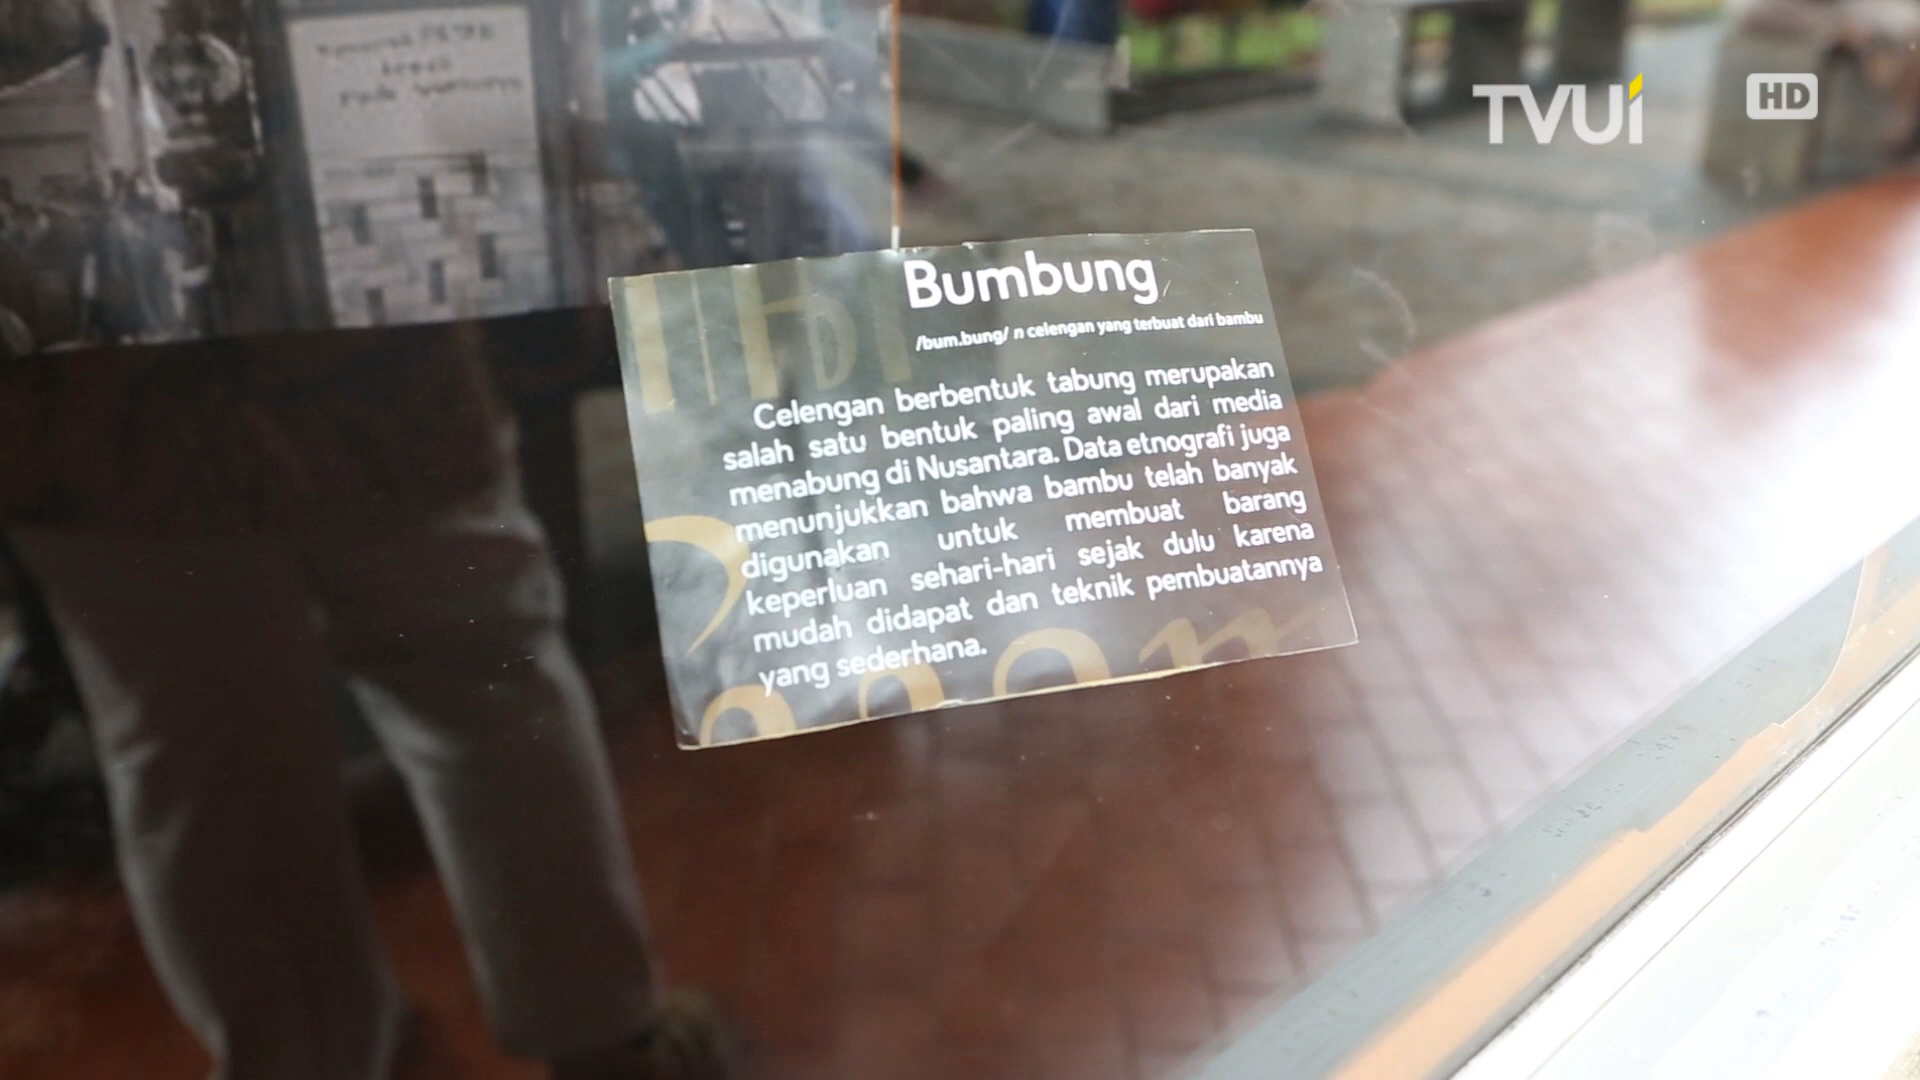 TVUI
HD
Bumbung
/bum.bung/ n celengan yang terbuat dari bambu
Celengan berbentuk tabung merupakan
salah satu bentuk paling awal dari media
menabung di Nusantara. Data etnografi juga
menunjukkan bahwa bambu telah banyak
digunakan untuk membuat barang
keperluan sehari-hari sejak dulu karena
mudah didapat dan teknik pembuatannya
yang sederhana.